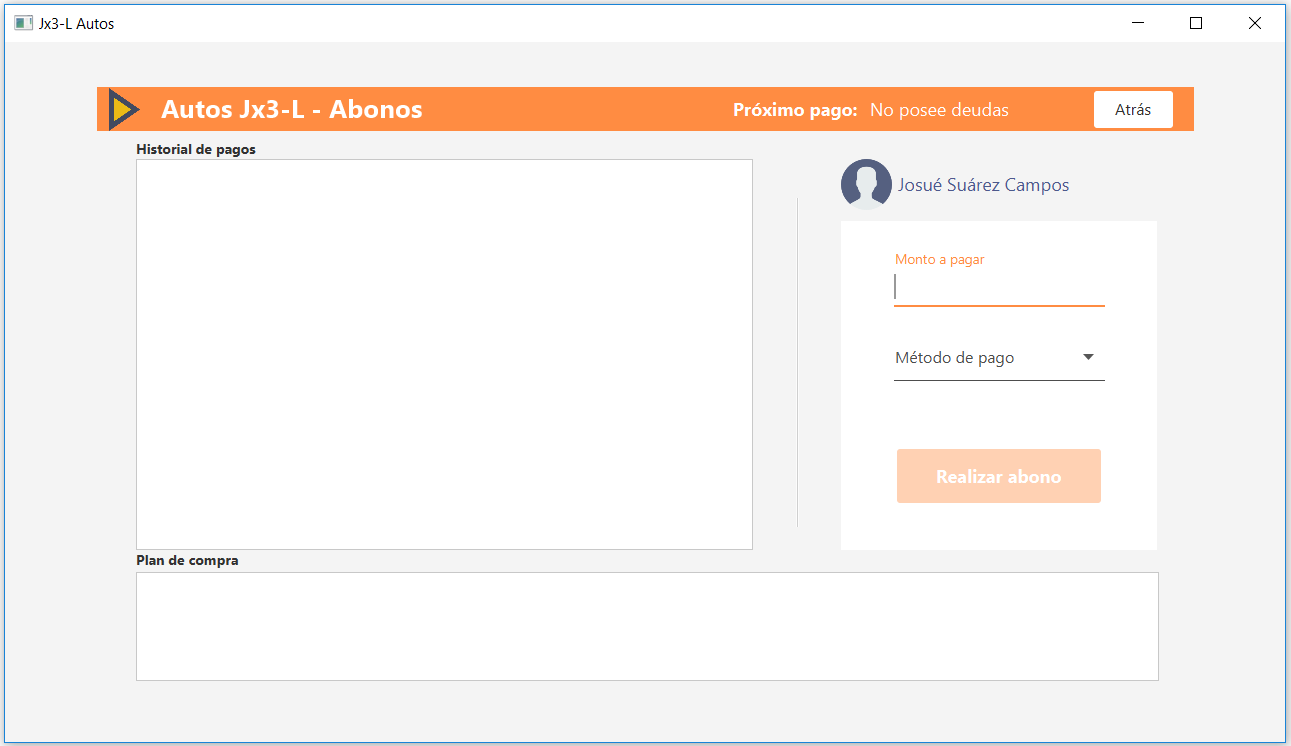 Jx3-L Autos
Autos Jx3-L - Abonos
Próximo pago: No posee deudas
Atrás
Historial de pagos
Josué Suárez Campos
Monto a pagar
Método de pago
Realizar abono
Plan de compra